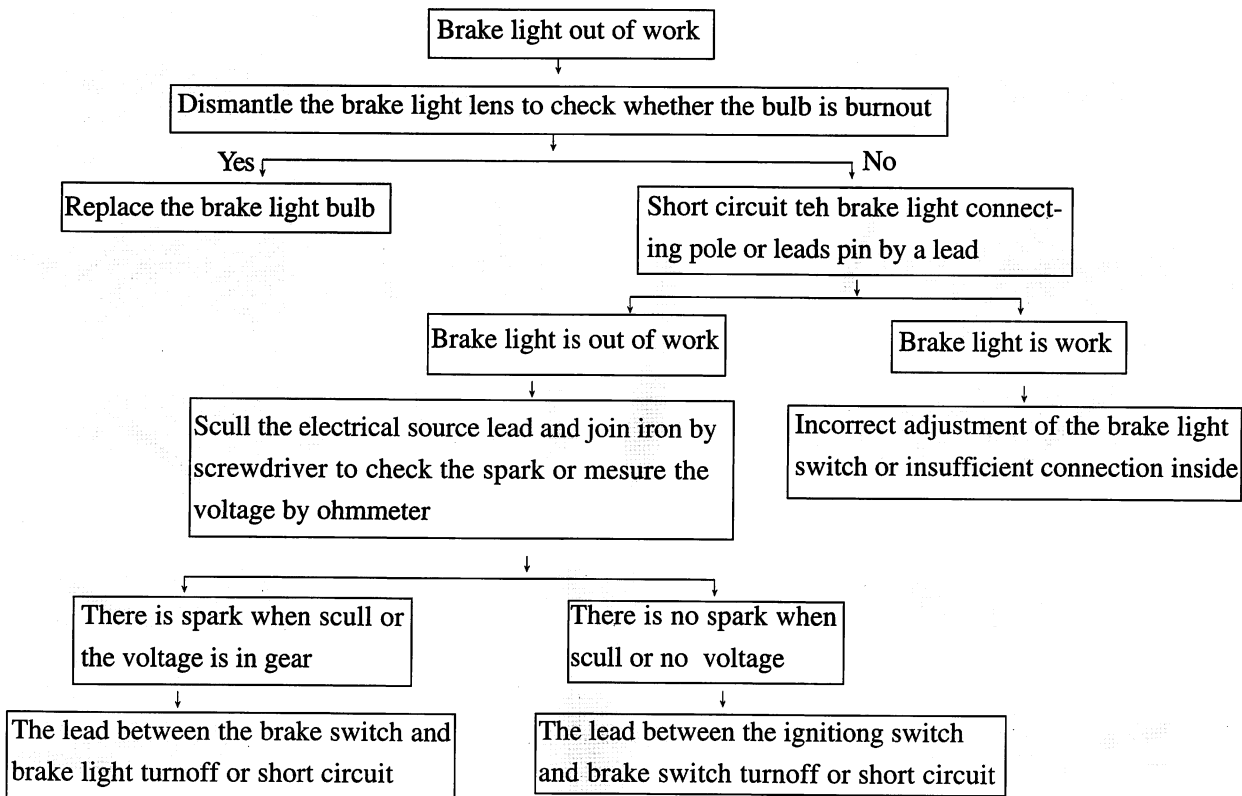 Brake light out of work
Dismantle the brake light lens to check whether the bulb is burnout
Yes
No
Replace the brake light bulb
Short circuit teh brake light connect-
ing pole or leads pin by a lead
Brake light is out of work
Brake light is work
Scull the electrical source lead and join iron by
screwdriver to check the spark or mesure the
voltage by ohmmeter
Incorrect adjustment of the brake light
switch or insufficient connection inside
There is spark when scull or
the voltage is in gear
There is no spark when
scull or no voltage
The lead between the brake switch and
brake light turnoff or short circuit
The lead between the ignitiong switch
and brake switch turnoff or short circuit